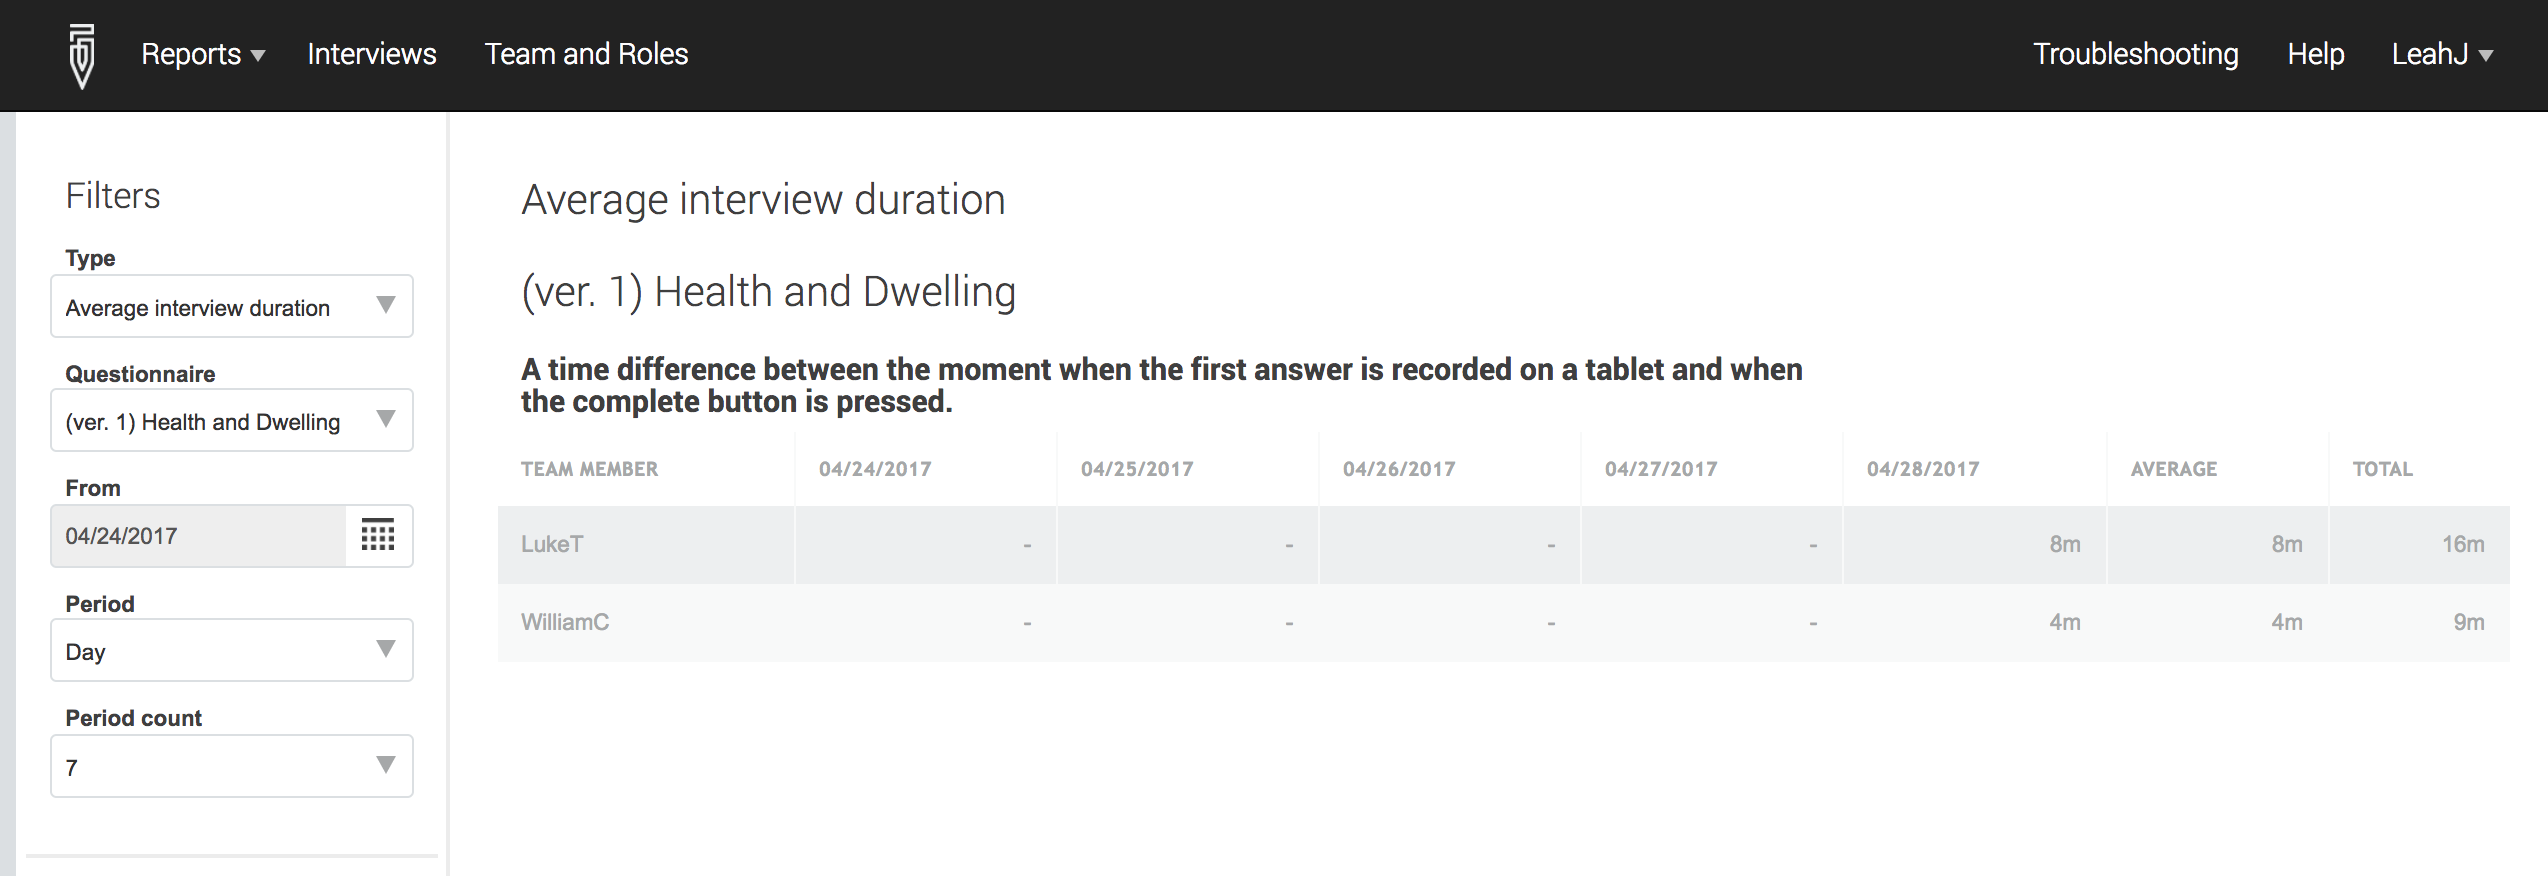 Reports Interviews Team and Roles Troubleshooting Help LeahJ
Filters
Type
Average interview duration
Questionnaire
(ver. 1) Health and Dwelling
From
04/24/2017
Period
Day
Period count
7
Average interview duration
(ver. 1) Health and Dwelling
A time difference between the moment when the first answer is recorded on a tablet and when
the complete button is pressed.
TEAM MEMBER 04/24/2017 04/25/2017 04/26/2017 04/27/2017 04/28/2017 AVERAGE TOTAL
LukeT - - - - 8m 8m 16m
WilliamC - - - - 4m 4m 9m